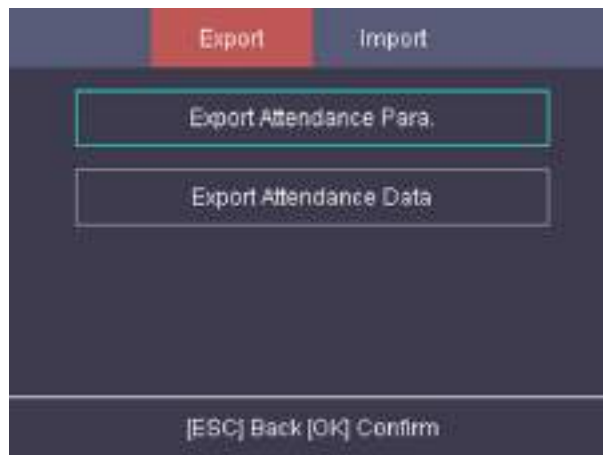 Export Import
Export Attendance Para.
Export Attendance Data
[ESC] Back [OK] Confirm